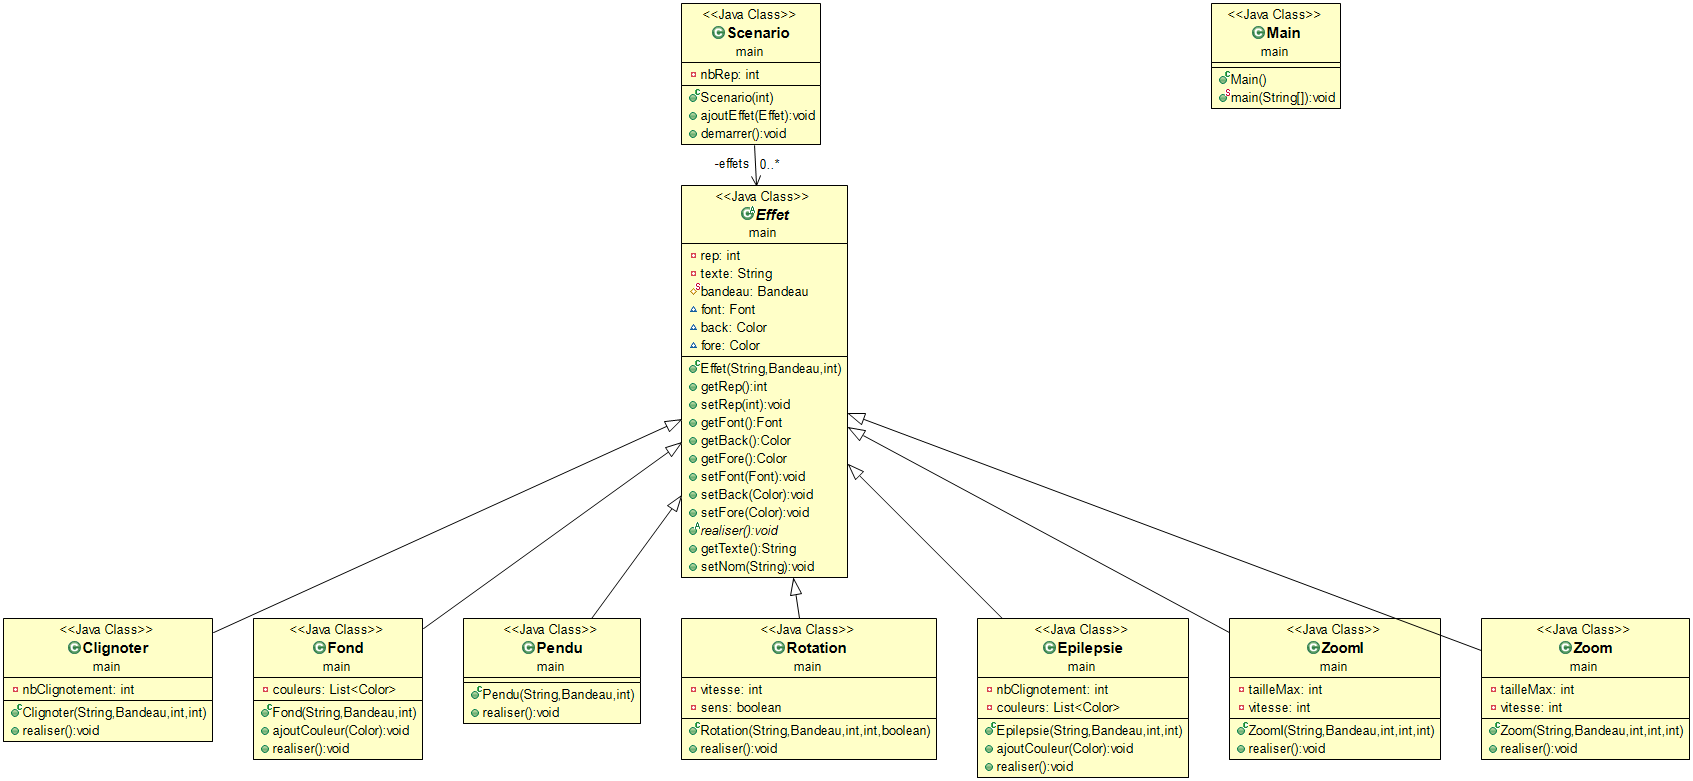 <<Java Class>>
Scenario
main
nbRep: int
Scenario(int)
ajoutEffet(Effet):void
demarrer():void
<<Java Class>>
Main
main
Main()
main(String[]):void
-effets 0..*
<<Java Class>>
Effet
main
rep: int
texte: String
bandeau: Bandeau
font: Font
back: Color
fore: Color
Effet(String,Bandeau,int)
getRep():int
setRep(int):void
getFont():Font
getBack():Color
getFore():Color
setFont(Font):void
setBack(Color):void
setFore(Color):void
realiser():void
getTexte():String
setNom(String):void
<<Java Class>>
Clignoter
main
nbClignotement: int
Clignoter(String,Bandeau,int,int)
realiser():void
<<Java Class>>
Fond
main
couleurs: List<Color>
Fond(String,Bandeau,int)
ajoutCouleur(Color):void
realiser():void
<<Java Class>>
Pendu
main
Pendu(String,Bandeau,int)
realiser():void
<<Java Class>>
Rotation
main
vitesse: int
sens: boolean
Rotation(String,Bandeau,int,int,boolean)
realiser():void
<<Java Class>>
Epilepsie
main
nbClignotement: int
couleurs: List<Color>
Epilepsie(String,Bandeau,int,int)
ajoutCouleur(Color):void
realiser():void
<<Java Class>>
ZoomI
main
tailleMax: int
vitesse: int
ZoomI(String,Bandeau,int,int,int)
realiser():void
<<Java Class>>
Zoom
main
tailleMax: int
vitesse: int
Zoom(String,Bandeau,int,int,int)
realiser():void